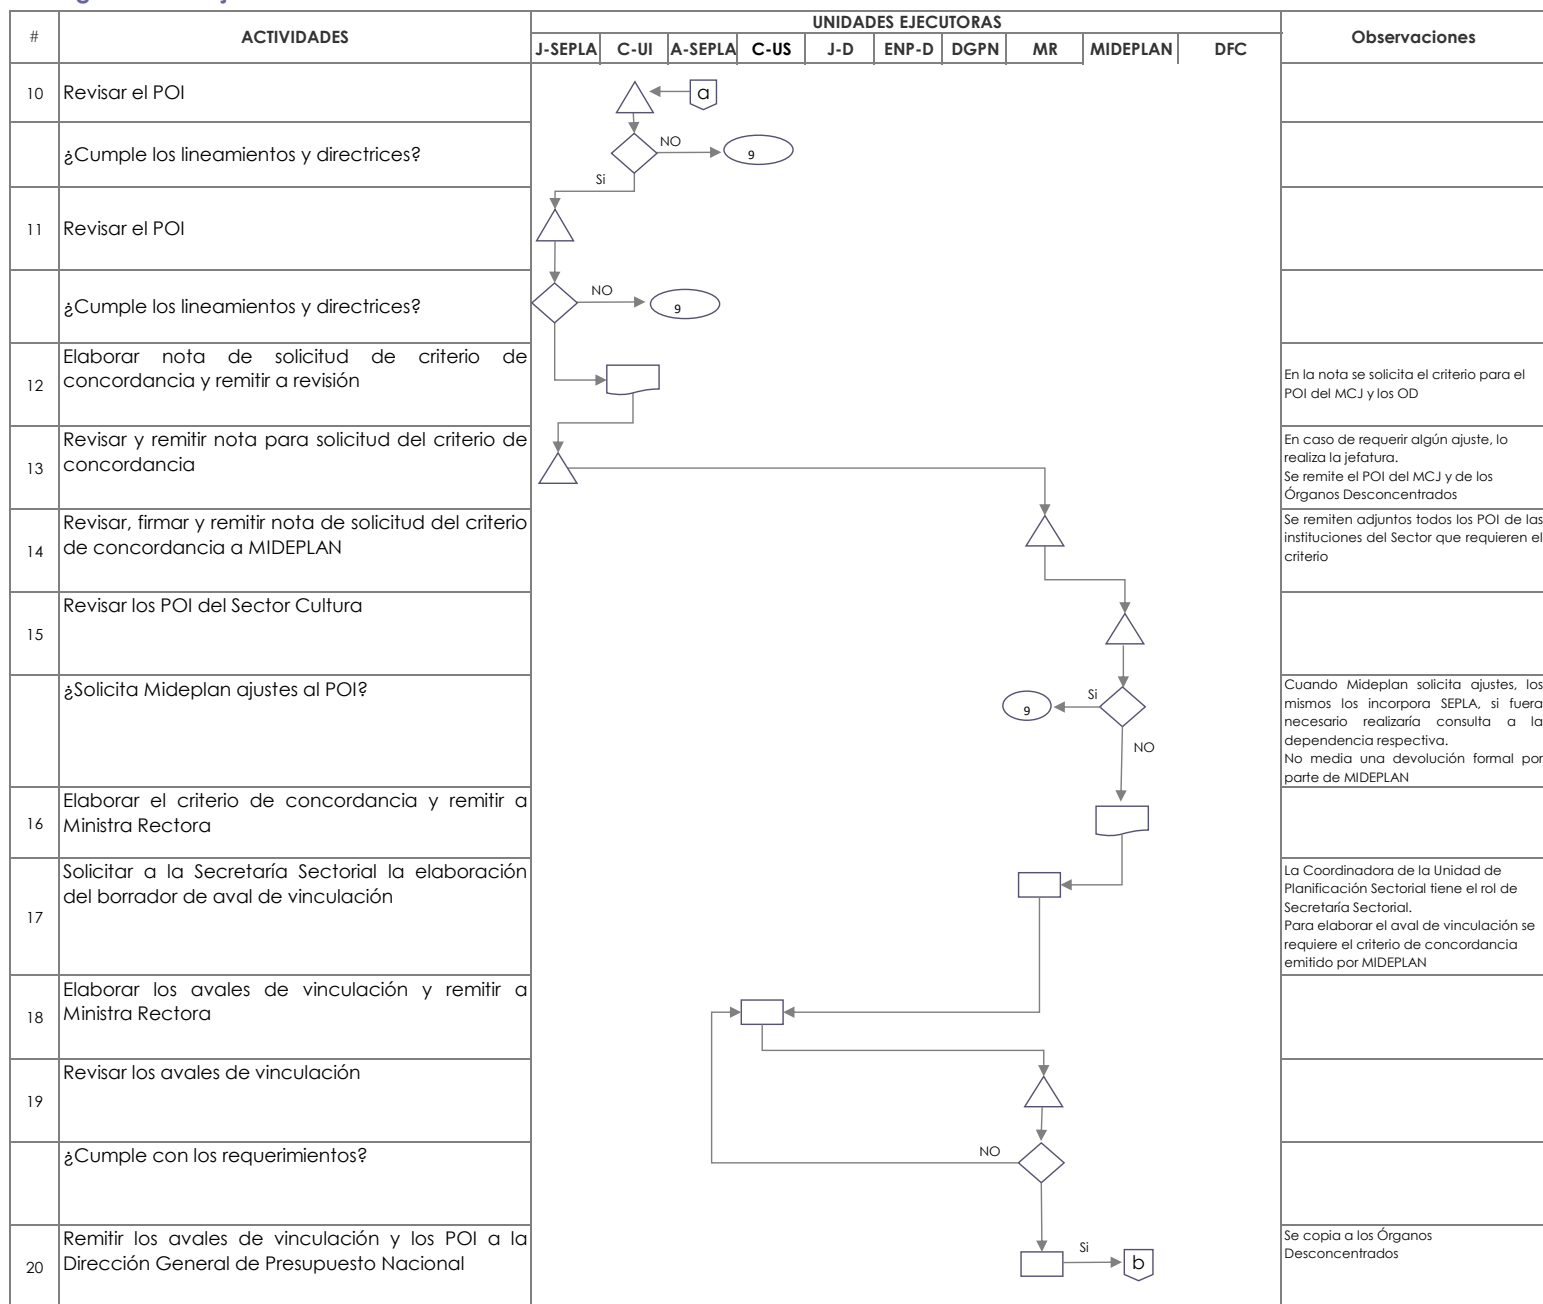 #
ACTIVIDADES
UNIDADES EJECUTORAS
Observaciones
J-SEPLA C-UI A-SEPLA C-US J-D ENP-D DGPN MR MIDEPLAN DFC
10 Revisar el POI
a
¿Cumple los lineamientos y directrices?
NO
9
Si
11 Revisar el POI
¿Cumple los lineamientos y directrices?
NO
9
12
Elaborar nota de solicitud de criterio de
concordancia y remitir a revisión
En la nota se solicita el criterio para el
POI del MCJ y los OD
13
Revisar y remitir nota para solicitud del criterio de
concordancia
En caso de requerir algún ajuste, lo
realiza la jefatura.
Se remite el POI del MCJ y de los
Órganos Desconcentrados
14
Revisar, firmar y remitir nota de solicitud del criterio
de concordancia a MIDEPLAN
Se remiten adjuntos todos los POI de las
instituciones del Sector que requieren el
criterio
15
Revisar los POI del Sector Cultura
¿Solicita Mideplan ajustes al POI?
9
Si
NO
Cuando Mideplan solicita ajustes, los
mismos los incorpora SEPLA, si fuera
necesario realizaría consulta a la
dependencia respectiva.
No media una devolución formal por
parte de MIDEPLAN
16
Elaborar el criterio de concordancia y remitir a
Ministra Rectora
17
Solicitar a la Secretaría Sectorial la elaboración
del borrador de aval de vinculación
La Coordinadora de la Unidad de
Planificación Sectorial tiene el rol de
Secretaría Sectorial.
Para elaborar el aval de vinculación se
requiere el criterio de concordancia
emitido por MIDEPLAN
18
Elaborar los avales de vinculación y remitir a
Ministra Rectora
19
Revisar los avales de vinculación
¿Cumple con los requerimientos?
NO
20
Remitir los avales de vinculación y los POI a la
Dirección General de Presupuesto Nacional
Si
b
Se copia a los Órganos
Desconcentrados